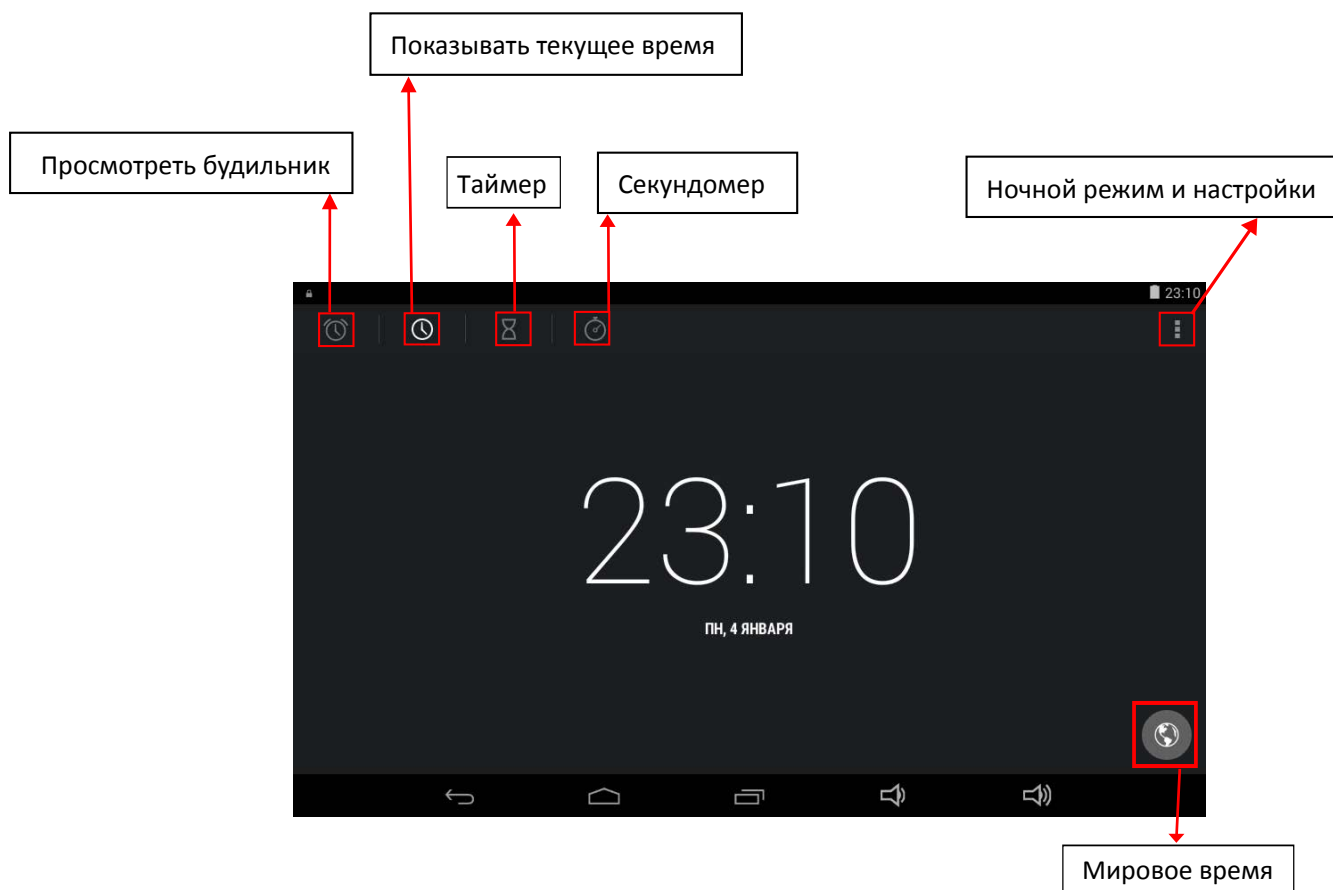 Показывать текущее время
Просмотреть будильник
Таймер
Секундомер
Ночной режим и настройки
23:10
23:10
ПН, 4 ЯНВАРЯ
Мировое время